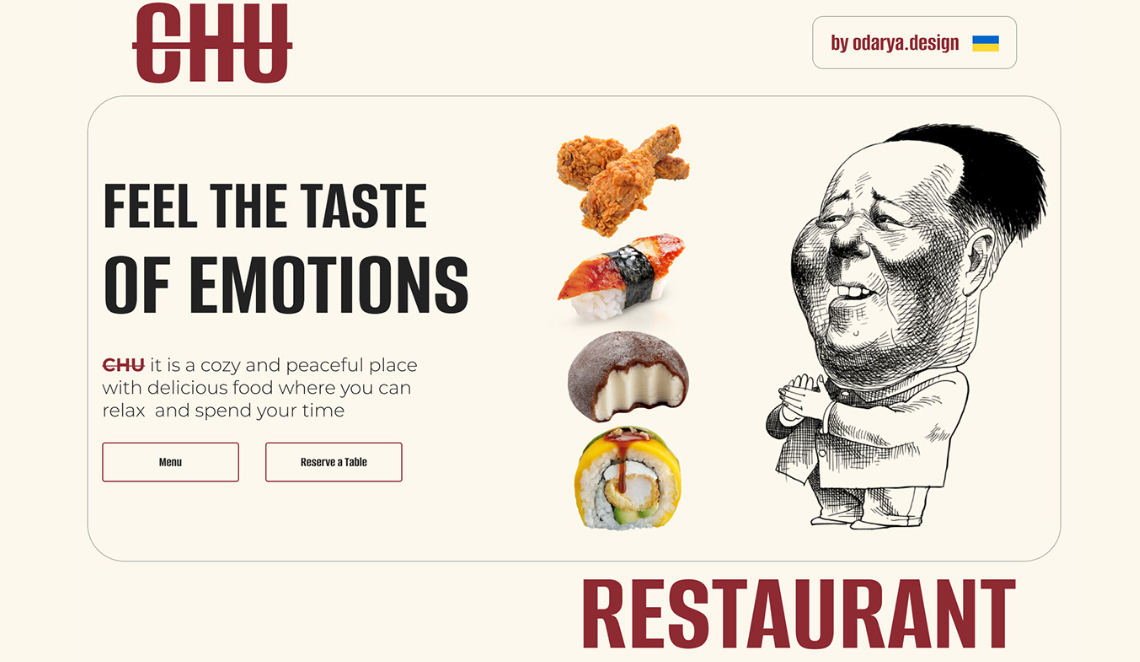 CHU
by odarya.design
FEEL THE TASTE
OF EMOTIONS
CHU it is a cozy and peaceful place
with delicious food where you can
relax  and spend your time
Menu
Reserve a Table
RESTAURANT